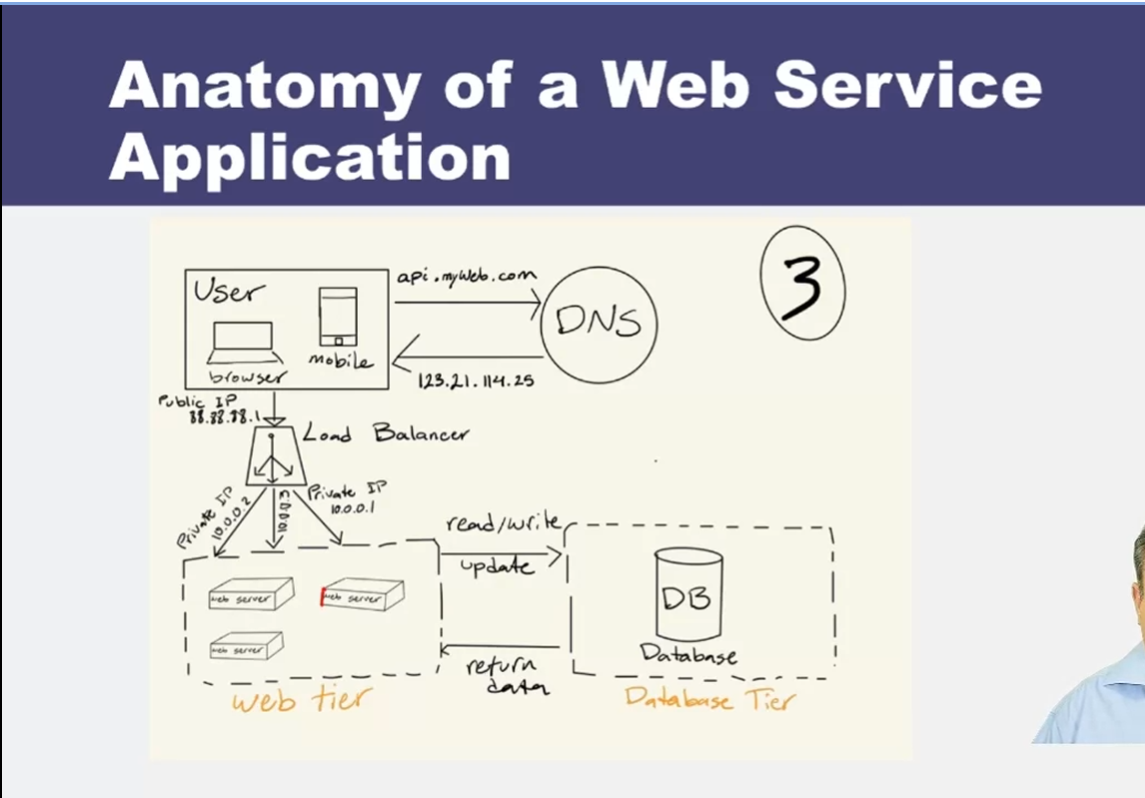 Anatomy of a Web Service
Application
3
User
browser
mobile
api.myWeb.com
DNS
123.21.114.25
Public IP
88.88.88.1
Load Balancer
Private IP
10.0.0.2
10.0.0.3
Private IP
10.0.0.1
web server
web server
web server
web tier
read/write
update
return
data
DB
Database
Database Tier